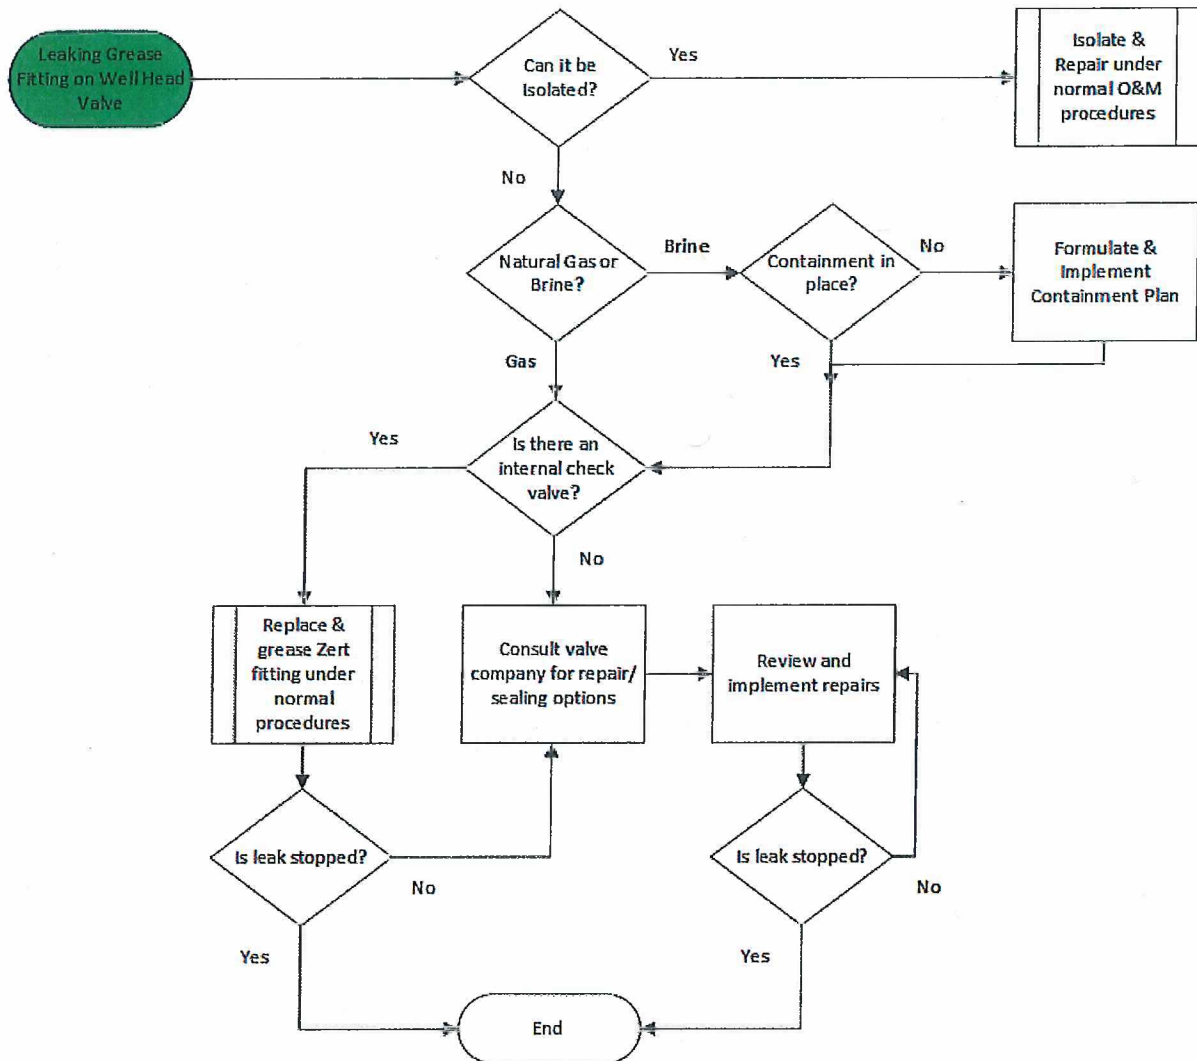 Leaking Grease
Fitting on Well Head
Valve
Can it be
Isolated?
Yes
Isolate &
Repair under
normal O&M
procedures
No
Natural Gas or
Brine?
Brine
Containment in
place?
No
Formulate &
Implement
Containment Plan
Gas
Yes
Is there an
internal check
valve?
Yes
No
Replace &
grease Zert
fitting under
normal
procedures
Consult valve
company for repair/
sealing options
Review and
implement repairs
Is leak stopped?
No
Is leak stopped?
No
Yes
Yes
End